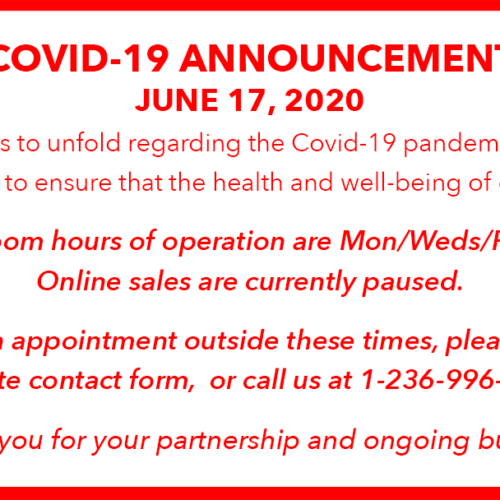 COVID-19 ANNOUNCEMENT
JUNE 17, 2020
s to unfold regarding the Covid-19 pandem
to ensure that the health and well-being of
oom hours of operation are Mon/Weds/F
Online sales are currently paused.
appointment outside these times, plea
te contact form, or call us at 1-236-996-
you for your partnership and ongoing bu